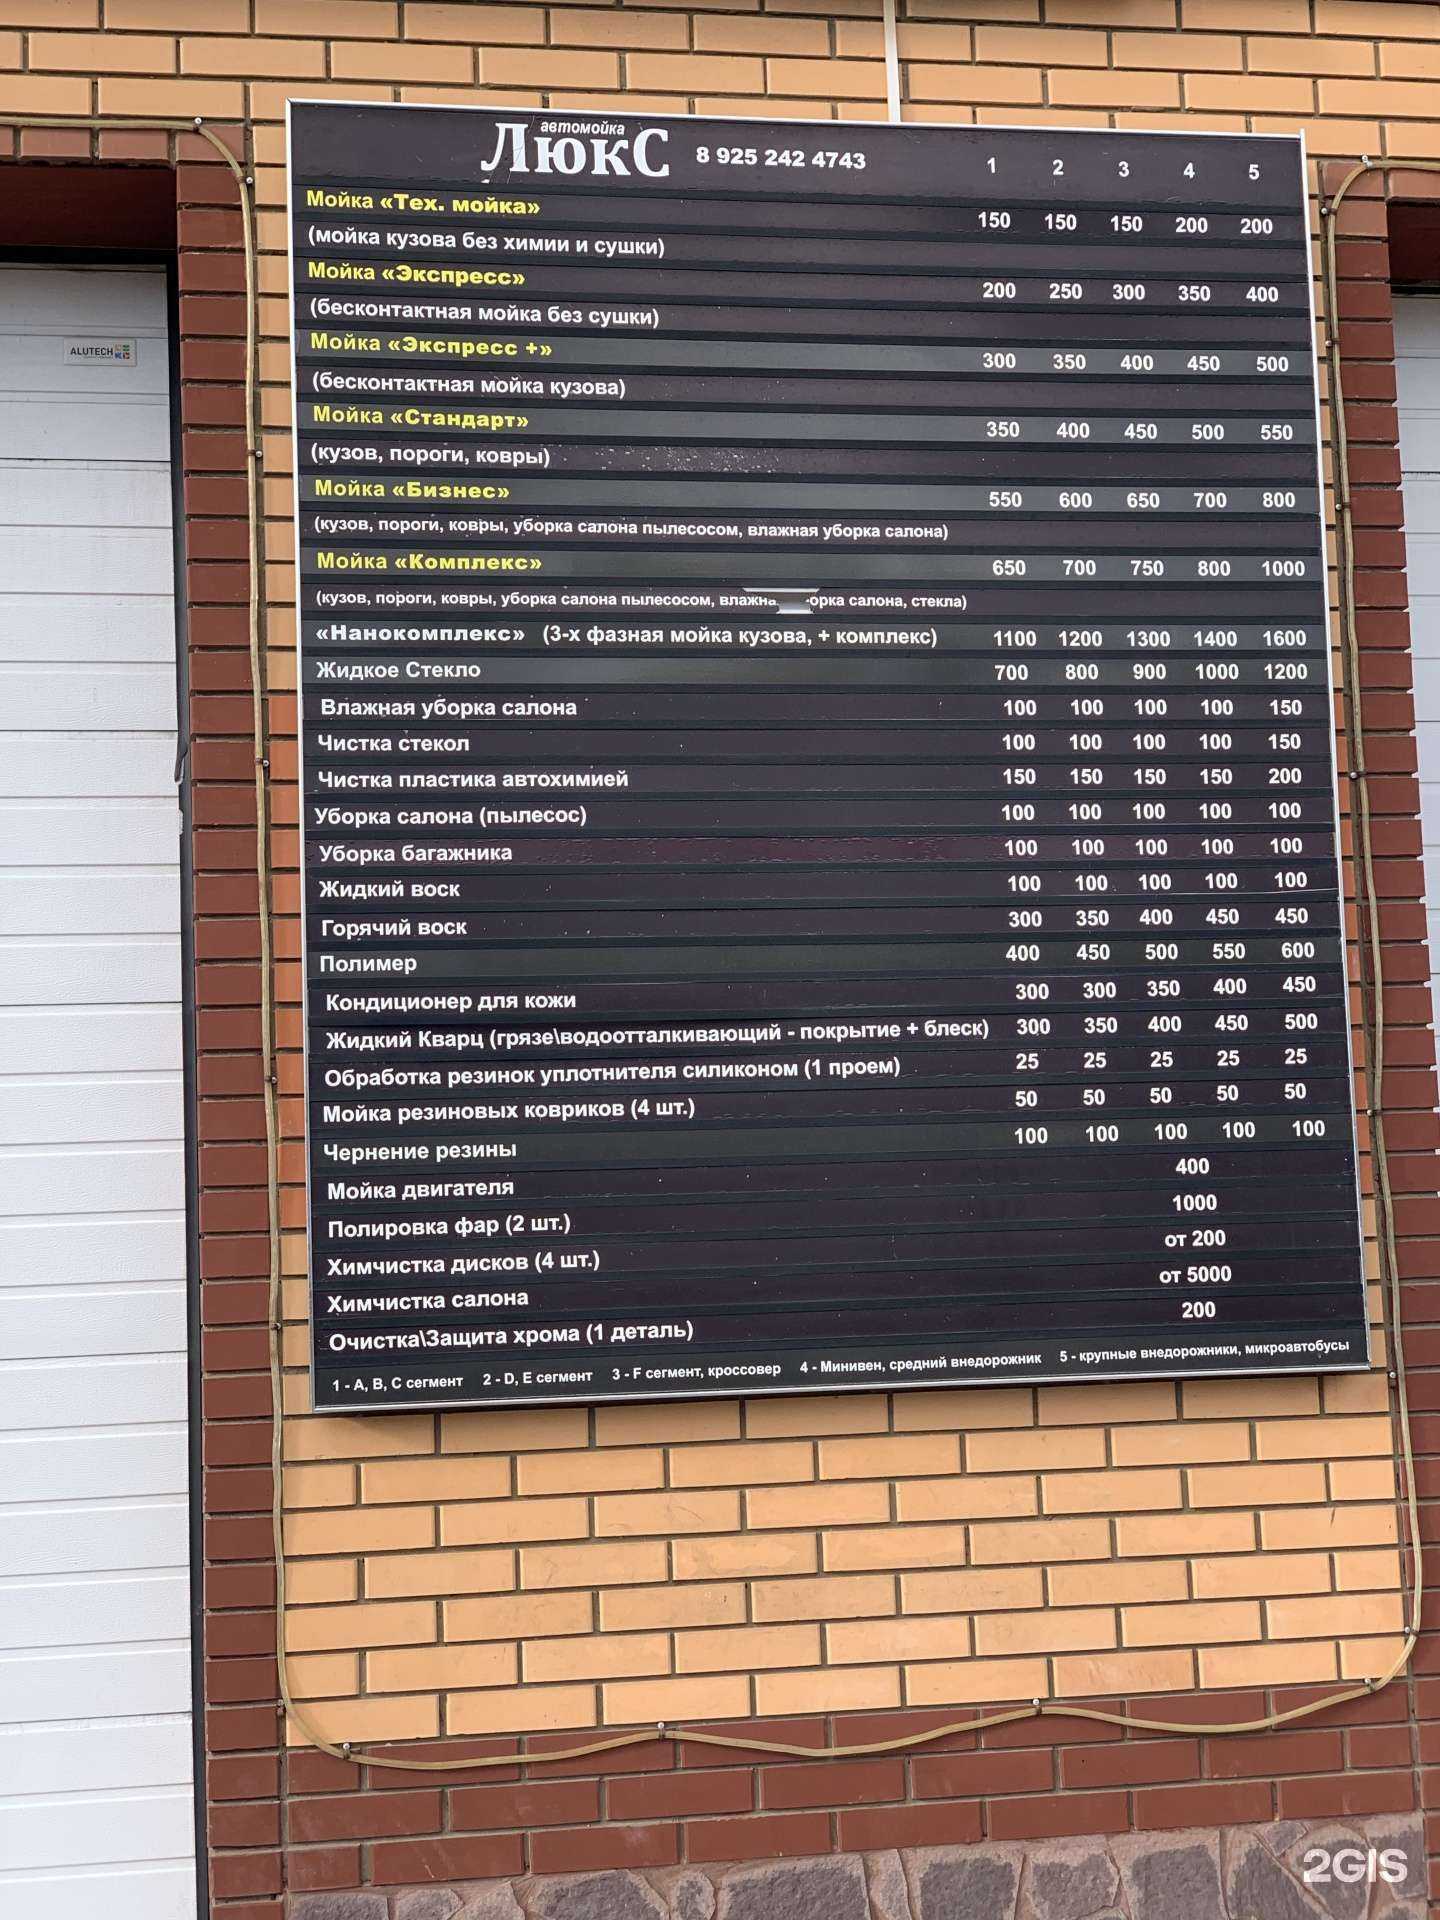 автомойка
ЛюкС 8 925 242 4743 1 2 3 4 5
Мойка «Тех. мойка»
(мойка кузова без химии и сушки) 150 150 150 200 200
Мойка «Экспресс»
(бесконтактная мойка без сушки) 200 250 300 350 400
Мойка «Экспресс +» 300 350 400 450 500
(бесконтактная мойка кузова)
Мойка «Стандарт» 350 400 450 500 550
(кузов, пороги, ковры)
Мойка «Бизнес» 550 600 650 700 800
(кузов, пороги, ковры, уборка салона пылесосом, влажная уборка салона)
Мойка «Комплекс» 650 700 750 800 1000
(кузов, пороги, ковры, уборка салона пылесосом, салона, стекла)
«Нанокомплекс» (3-х фазная мойка кузова, + комплекс) 1100 1200 1300 1400 1600
Жидкое Стекло 700 800 900 1000 1200
Влажная уборка салона 100 100 100 100 150
Чистка стекол 100 100 100 100 150
Чистка пластика автохимией 150 150 150 150 200
Уборка салона (пылесос) 100 100 100 100 100
Уборка багажника 100 100 100 100 100
Жидкий воск 100 100 100 100 100
Горячий воск 300 350 400 450 450
Полимер 400 450 500 550 600
Кондиционер для кожи 300 300 350 400 450
Жидкий Кварц (грязе\водоотталкивающий - покрытие + блеск) 300 350 400 450 500
Обработка резинок уплотнителя силиконом (1 проем) 25 25 25 25 25
Мойка резиновых ковриков (4 шт.) 50 50 50 50 50
Чернение резины 100 100 100 100 100
Мойка двигателя 400
Полировка фар (2 шт.) 1000
Химчистка дисков (4 шт.) от 200
Химчистка салона от 5000
Очистка\Защита хрома (1 деталь) 200
1 - A, B, C сегмент 2 - D, E сегмент 3 - F сегмент, кроссовер 4 - Минивен, средний внедорожник 5 - крупные внедорожники, микроавтобусы
ALUTECH
2GIS